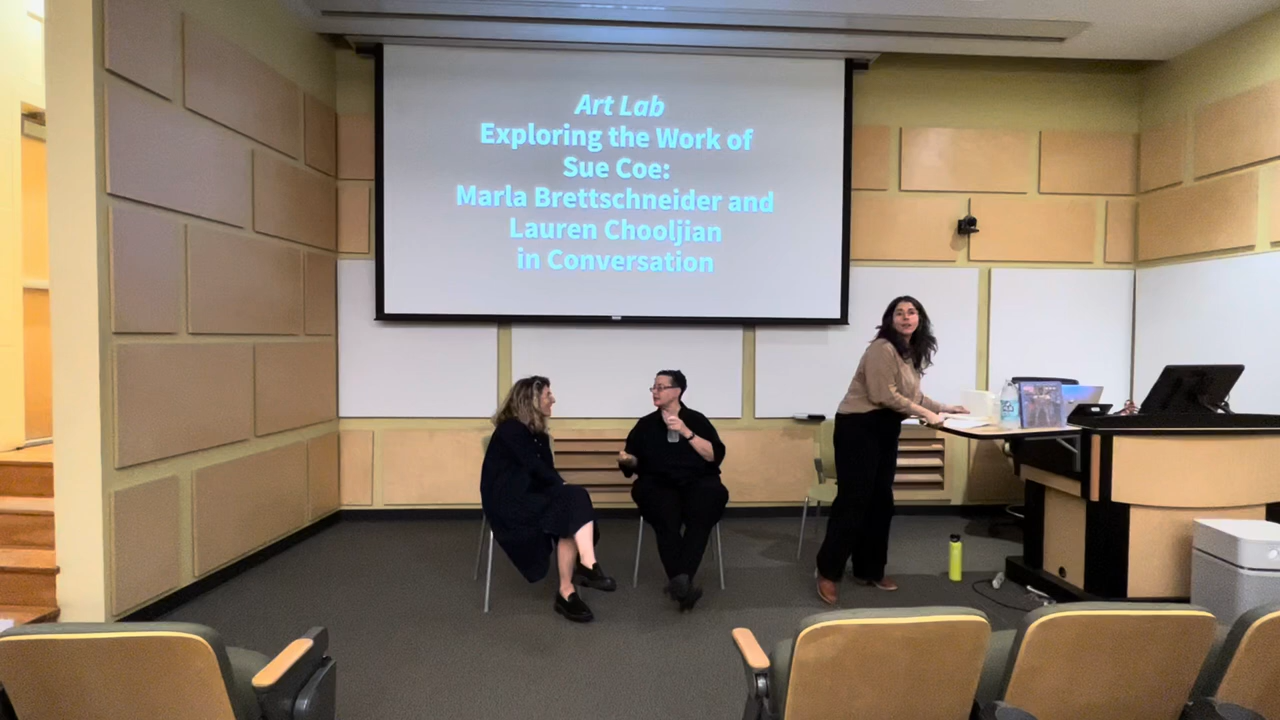 Art Lab
Exploring the Work of
Sue Coe:
Marla Brettschneider and
Lauren Chooljian
in Conversation